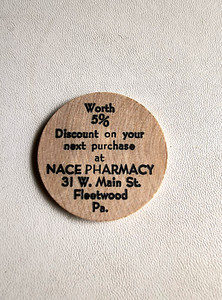 Worth
5%
Discount on your
next purchase
at
NACE PHARMACY
31 W. Main St.
Fleetwood
Pa.